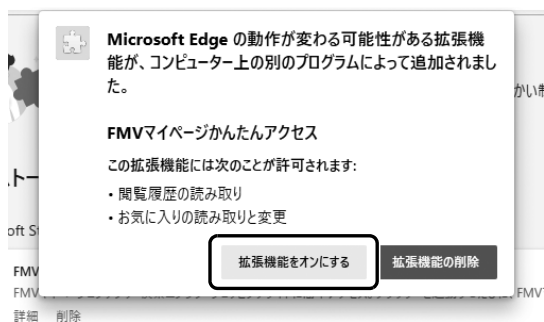 Microsoft Edge の動作が変わる可能性がある拡張機
能が、コンピューター上の別のプログラムによって追加されまし
た。
かい制
FMVマイページかんたんアクセス
この拡張機能には次のことが許可されます:
・閲覧履歴の読み取り
・お気に入りの読み取りと変更
トー
oft St
拡張機能をオンにする
拡張機能の削除
FMV
FMV
FMV
詳細 削除